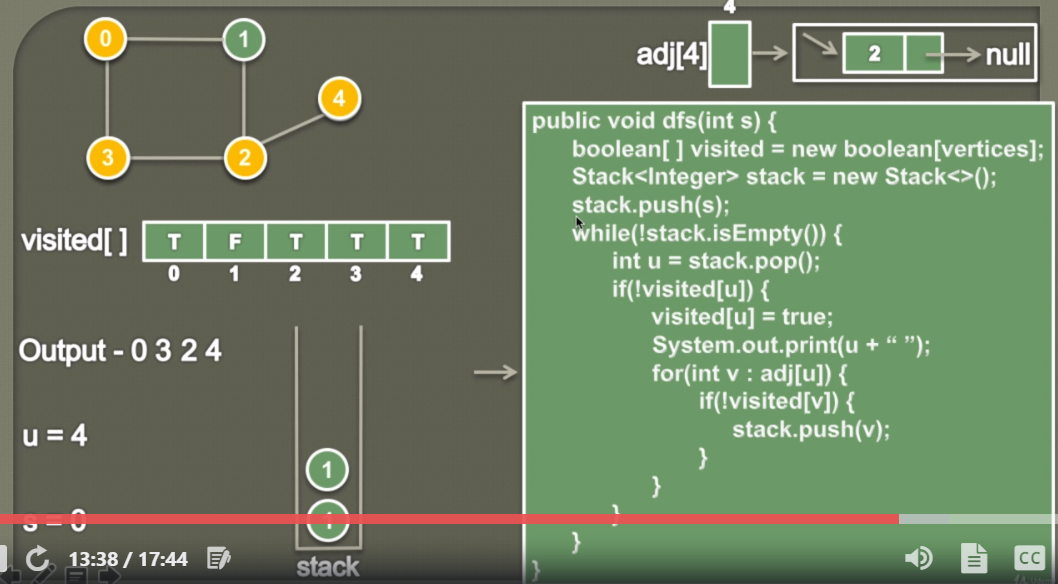 0 1
4
3 2
4
adj[4] 2 null
visited[ ] T F T T T
0 1 2 3 4
Output - 0 3 2 4
u = 4
s = 0
1
1
stack
public void dfs(int s) {
boolean[ ] visited = new boolean[vertices];
Stack<Integer> stack = new Stack<>();
stack.push(s);
while(!stack.isEmpty()) {
int u = stack.pop();
if(!visited[u]) {
visited[u] = true;
System.out.print(u + “ ”);
for(int v : adj[u]) {
if(!visited[v]) {
stack.push(v);
}
}
}
}
}
13:38 / 17:44
CC